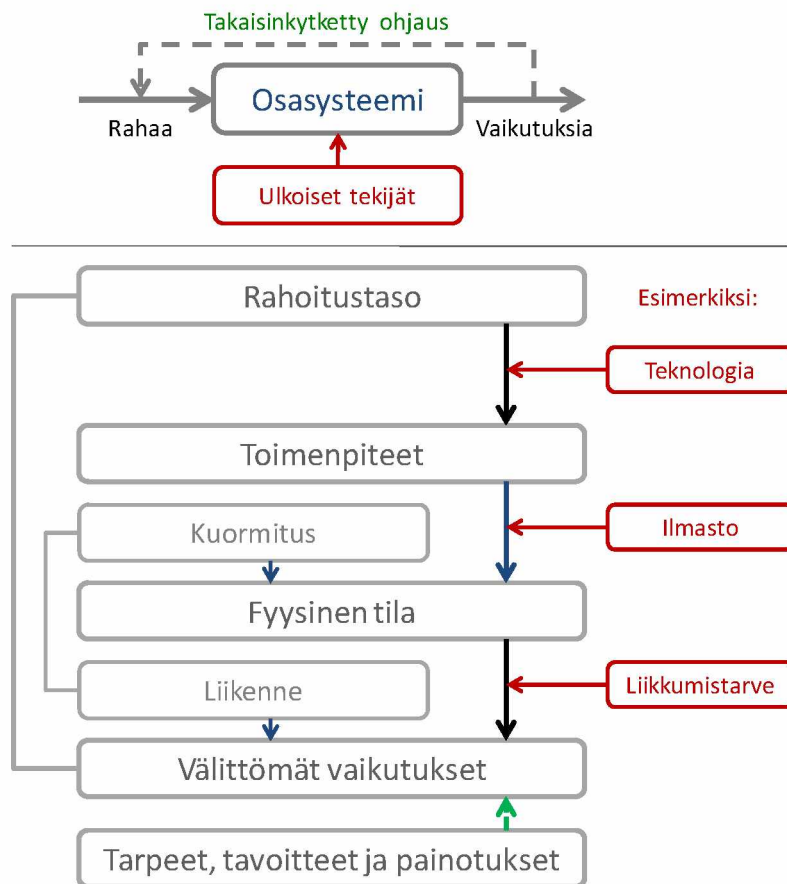 Takaisinkytketty ohjaus
Osasysteemi
Rahaa
Vaikutuksia
Ulkoiset tekijät
Rahoitustaso
Esimerkiksi:
Teknologia
Toimenpiteet
Kuormitus
Ilmasto
Fyysinen tila
Liikenne
Liikkumistarve
Välittömät vaikutukset
Tarpeet, tavoitteet ja painotukset